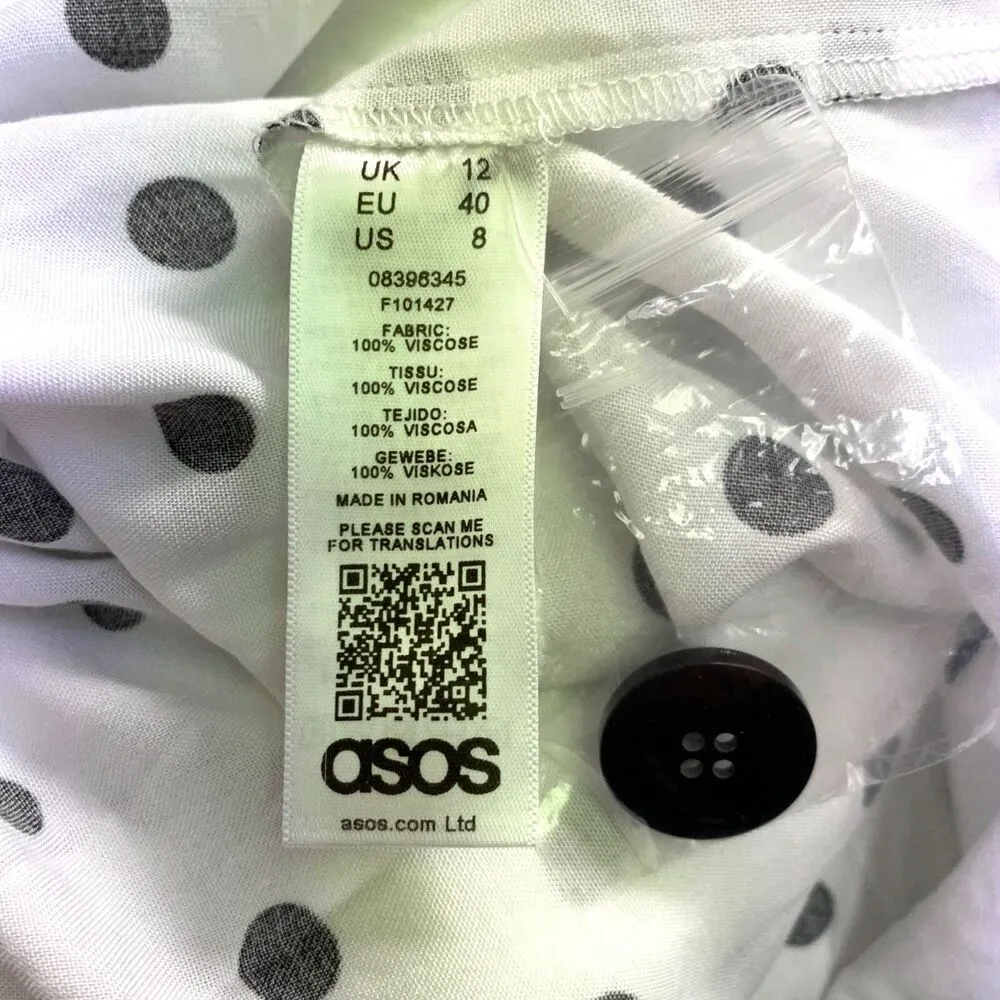 UK 12
EU 40
US 8
08396345
F101427
FABRIC:
100% VISCOSE
TISSU:
100% VISCOSE
TEJIDO:
100% VISCOSA
GEWEBE:
100% VISKOSE
MADE IN ROMANIA
PLEASE SCAN ME
FOR TRANSLATIONS
asos
asos.com Ltd